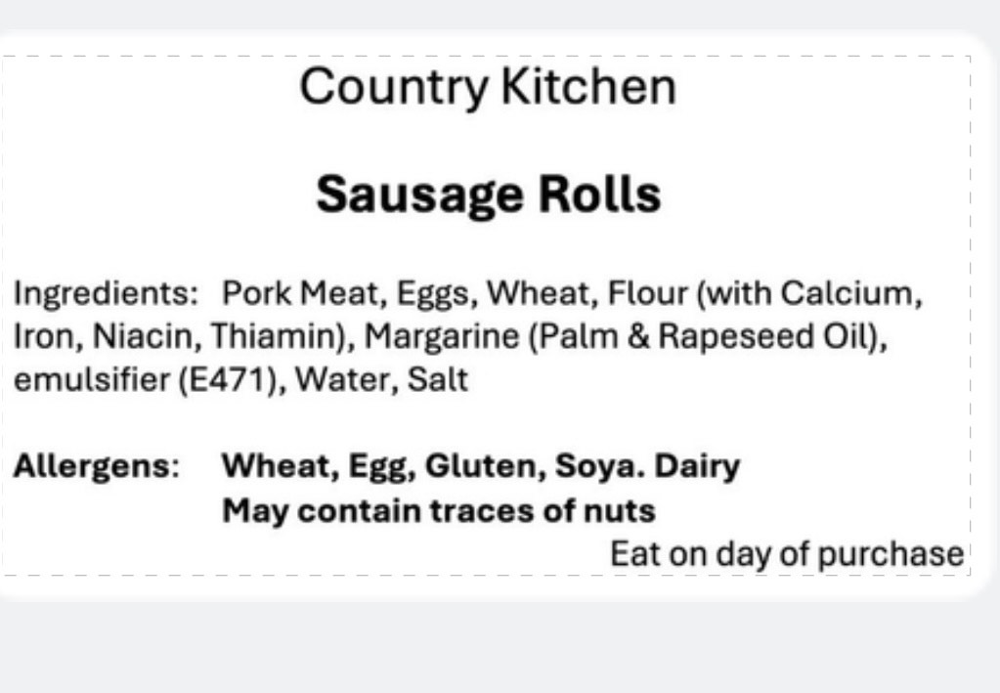 Country Kitchen
Sausage Rolls
Ingredients: Pork Meat, Eggs, Wheat, Flour (with Calcium,
Iron, Niacin, Thiamin), Margarine (Palm & Rapeseed Oil),
emulsifier (E471), Water, Salt
Allergens: Wheat, Egg, Gluten, Soya. Dairy
May contain traces of nuts
Eat on day of purchase